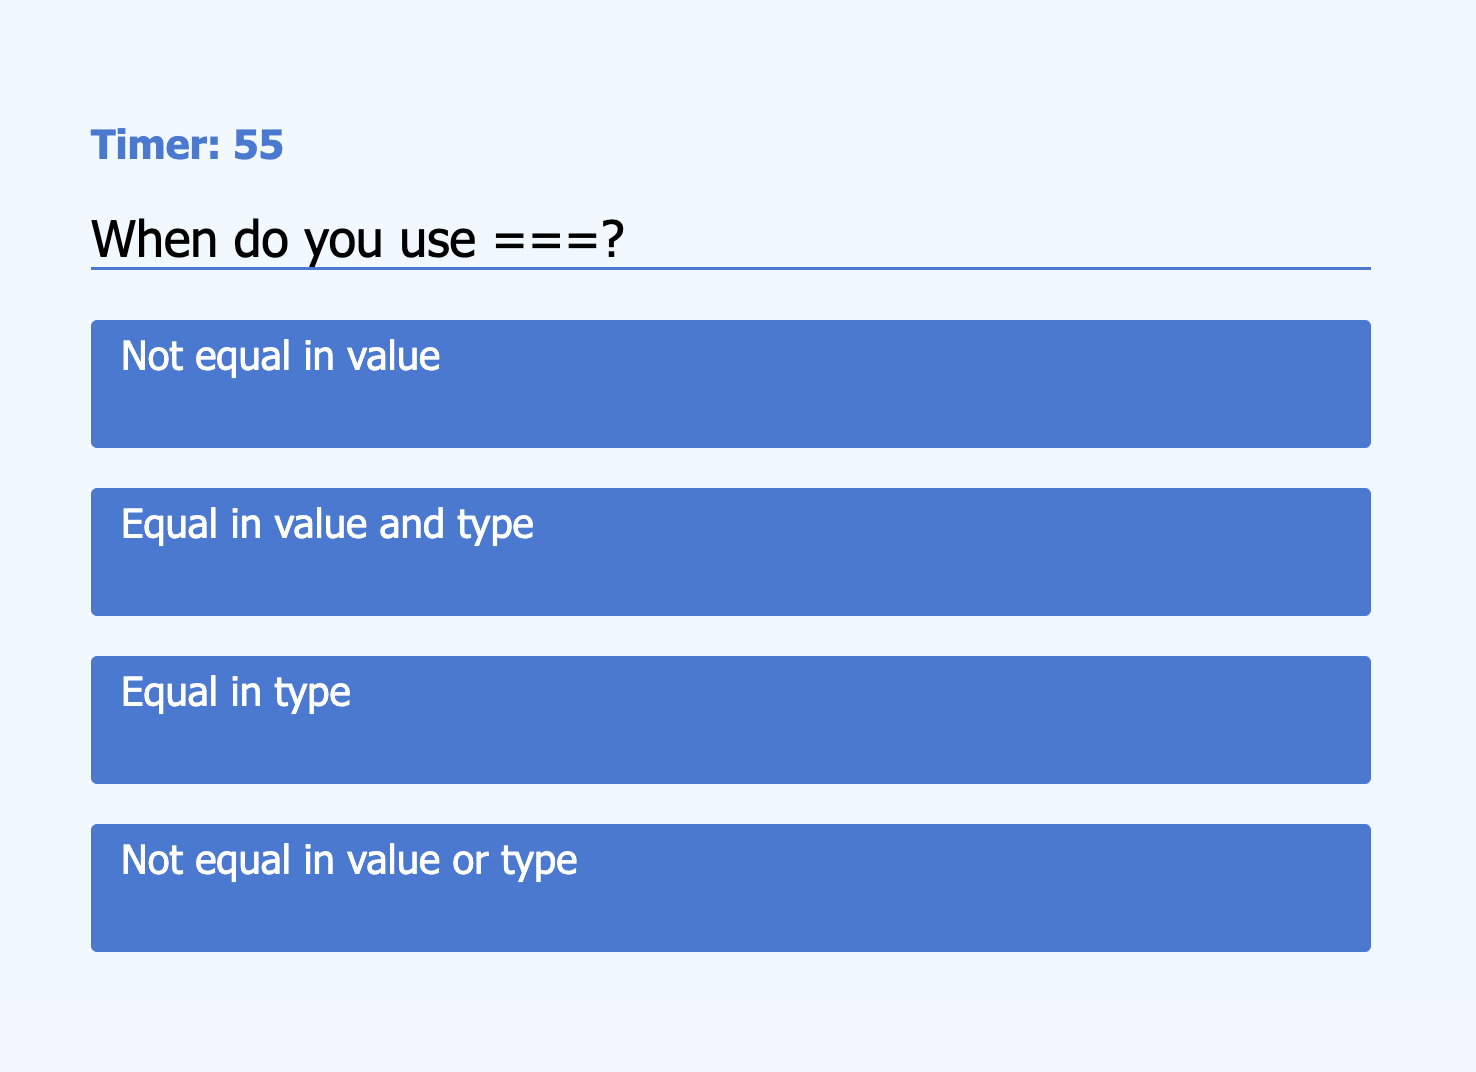 Timer: 55
When do you use ===?
Not equal in value
Equal in value and type
Equal in type
Not equal in value or type